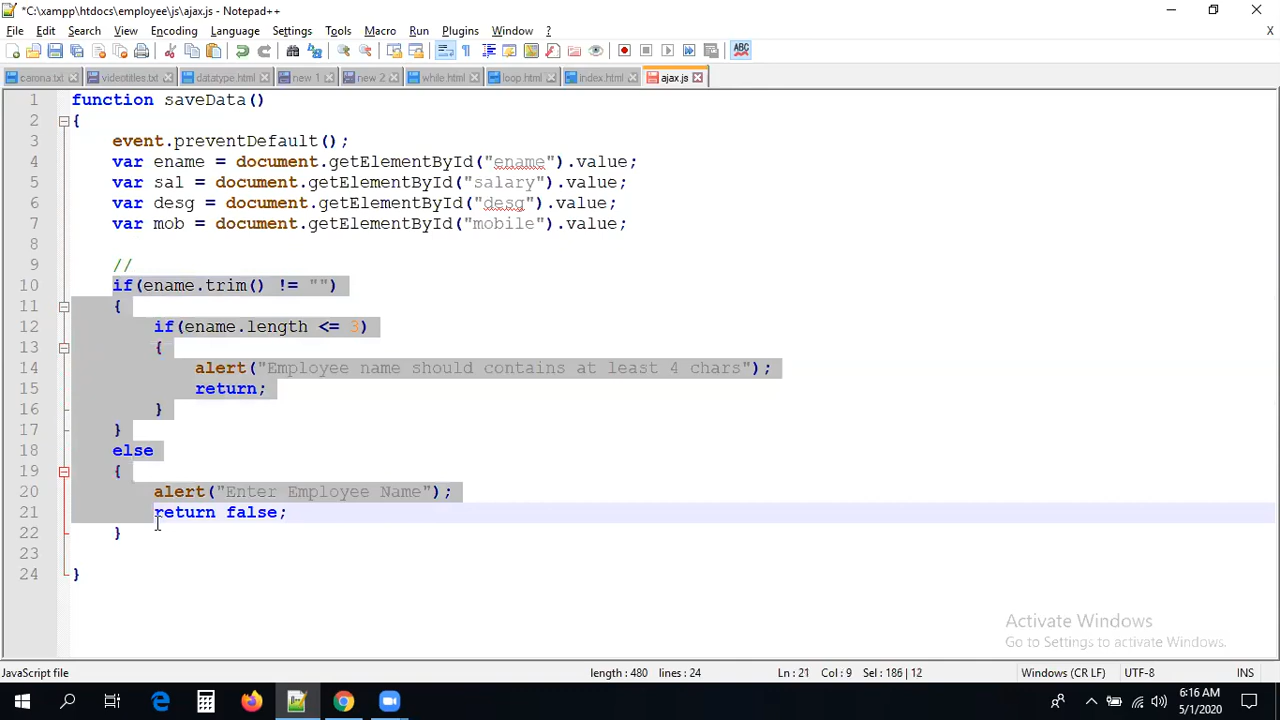 *C:\xampp\htdocs\employee\js\ajax.js - Notepad++
File Edit Search View Encoding Language Settings Tools Macro Run Plugins Window ? X
carona.txt videotitles.txt datatype.html new 1 new 2 while.html loop.html index.html ajax.js
1 function saveData()
2 {
3 event.preventDefault();
4 var ename = document.getElementById("ename").value;
5 var sal = document.getElementById("salary").value;
6 var desg = document.getElementById("desg").value;
7 var mob = document.getElementById("mobile").value;
8
9 //
10 if(ename.trim() != "")
11 {
12 if(ename.length <= 3)
13 {
14 alert("Employee name should contains at least 4 chars");
15 return;
16 }
17 }
18 else
19 {
20 alert("Enter Employee Name");
21 return false;
22 }
23
24 }
Activate Windows
Go to Settings to activate Windows.
JavaScript file length : 480 lines : 24 Ln : 21 Col : 9 Sel : 186 | 12 Windows (CR LF) UTF-8 INS
6:16 AM
5/1/2020